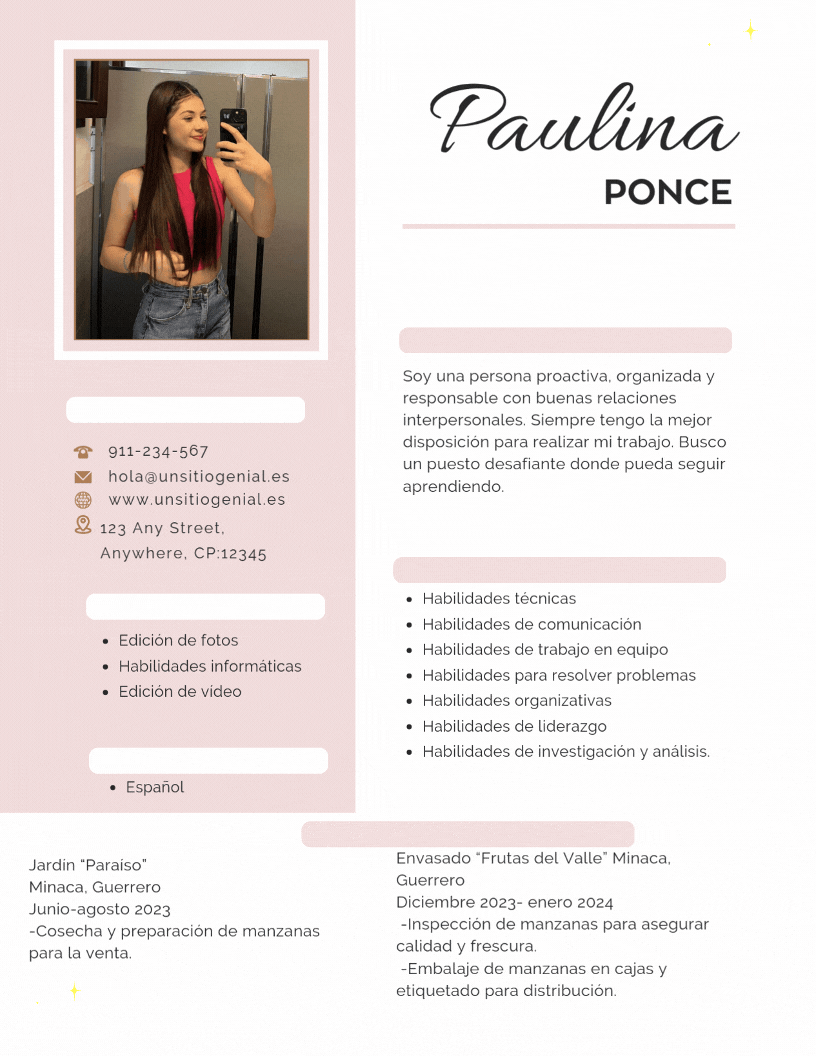 Paulina
PONCE
911-234-567
hola@unsitiogenial.es
www.unsitiogenial.es
123 Any Street,
Anywhere, CP:12345
• Edición de fotos
• Habilidades informáticas
• Edición de vídeo
• Español
Soy una persona proactiva, organizada y
responsable con buenas relaciones
interpersonales. Siempre tengo la mejor
disposición para realizar mi trabajo. Busco
un puesto desafiante donde pueda seguir
aprendiendo.
• Habilidades técnicas
• Habilidades de comunicación
• Habilidades de trabajo en equipo
• Habilidades para resolver problemas
• Habilidades organizativas
• Habilidades de liderazgo
• Habilidades de investigación y análisis.
Jardin “Paraíso”
Minaca, Guerrero
Junio-agosto 2023
-Cosecha y preparación de manzanas
para la venta.
Envasado “Frutas del Valle” Minaca,
Guerrero
Diciembre 2023- enero 2024
-Inspección de manzanas para asegurar
calidad y frescura.
-Embalaje de manzanas en cajas y
etiquetado para distribución.